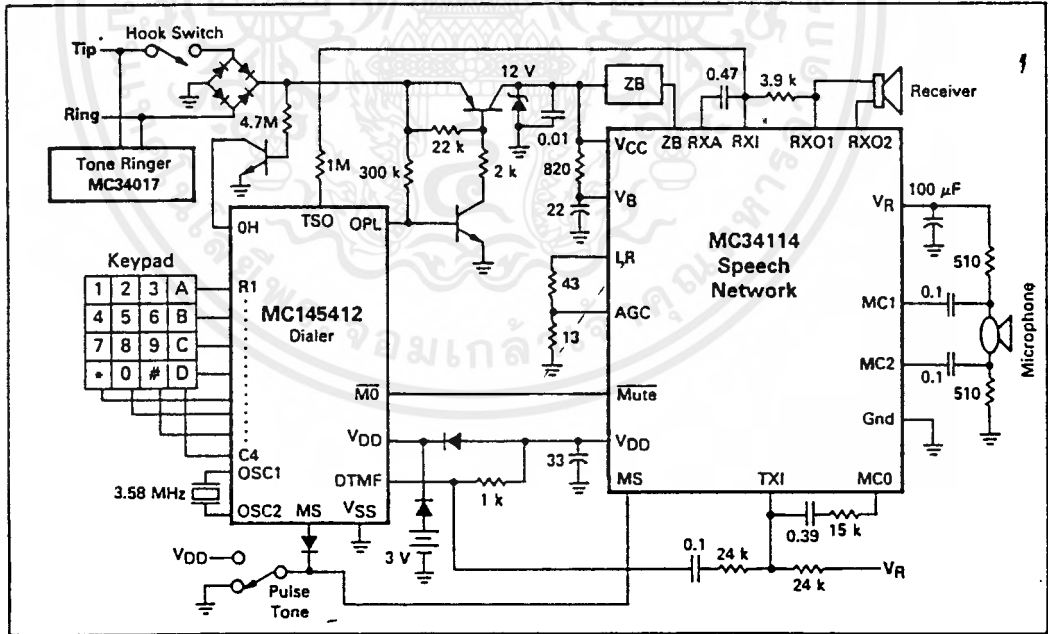 Hook Switch
Tip
Ring
Tone Ringer
MC34017
4.7M
1M
300 k
22 k
2 k
12 V
0.01
ZB
0.47
3.9 k
Receiver
ZB RXA RXI RXO1 RXO2
VCC
820
VB
22
VR
100 μF
510
MC34114
Speech
Network
LR
43
AGC
13
MC1
0.1
MC2
0.1
510
Microphone
Mute
Gnd
VDD
33
MS
TXI
MC0
0.39
15 k
0.1
24 k
24 k
VR
TSO
OPL
OH
Keypad
1 2 3 A
4 5 6 B
7 8 9 C
* 0 # D
R1
MC145412
Dialer
MO
VDD
C4
DTMF
1 k
OSC1
3.58 MHz
OSC2
MS
VSS
3 V
VDD
Pulse
Tone